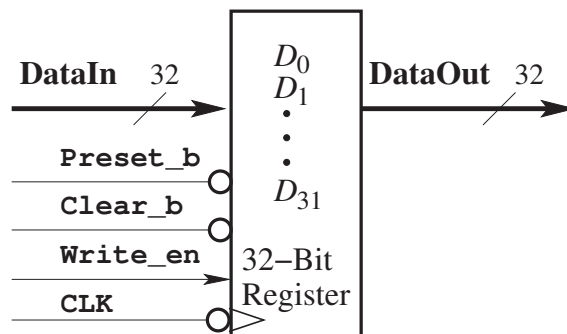 DataIn 32
D0
D1
D31
DataOut 32
Preset_b
Clear_b
Write_en
CLK
32–Bit
Register